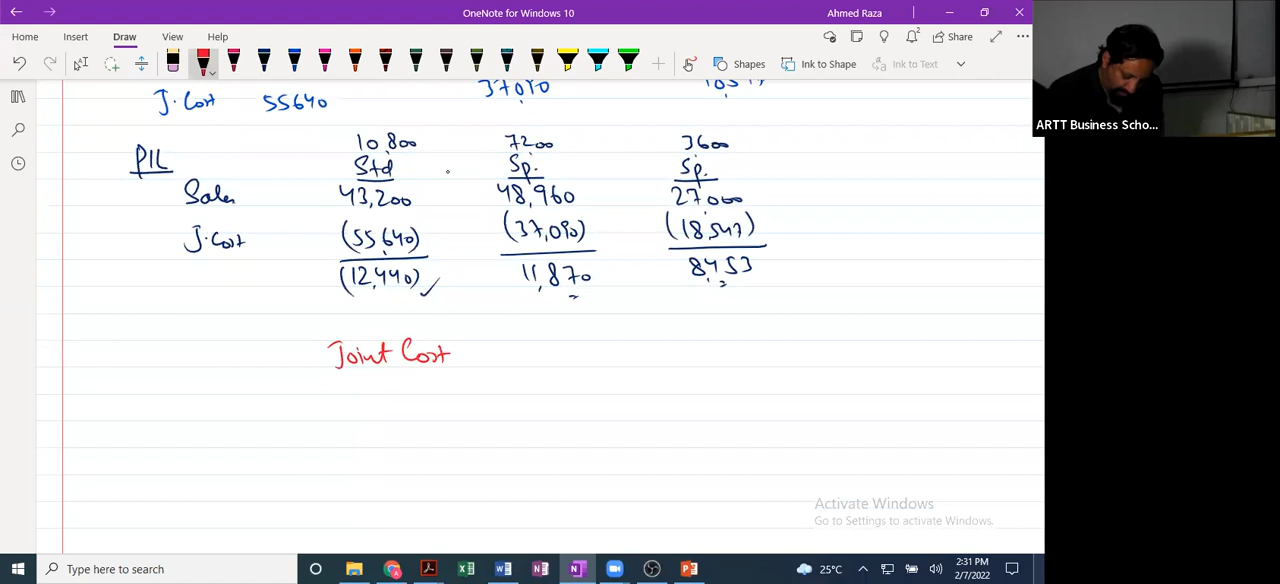 OneNote for Windows 10
Ahmed Raza
Home Insert Draw View Help
Share
Shapes Ink to Shape Ink to Text
J. Cost 55640 37090
10,800 7200 3600
P/L Std Sp. Sp.
Sales 43,200 48,960 27,000
J. Cost (55,640) (37,090) (18,547)
(12,440) 11,870 8453
Joint Cost
ARTT Business Scho...
Activate Windows
Go to Settings to activate Windows.
Type here to search
25°C
2:31 PM
2/7/2022